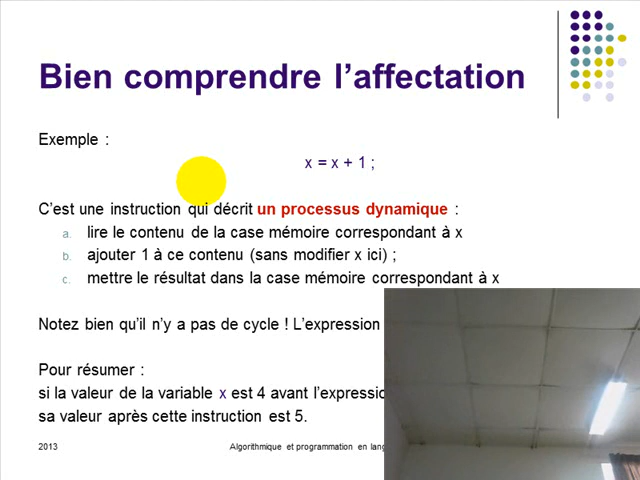 Bien comprendre l'affectation
Exemple :
x = x + 1 ;
C'est une instruction qui décrit un processus dynamique :
a. lire le contenu de la case mémoire correspondant à x
b. ajouter 1 à ce contenu (sans modifier x ici) ;
c. mettre le résultat dans la case mémoire correspondant à x
Notez bien qu'il n'y a pas de cycle ! L'expression
Pour résumer :
si la valeur de la variable x est 4 avant
sa valeur après cette instruction est 5.
2013
Algorithmique et programmation en